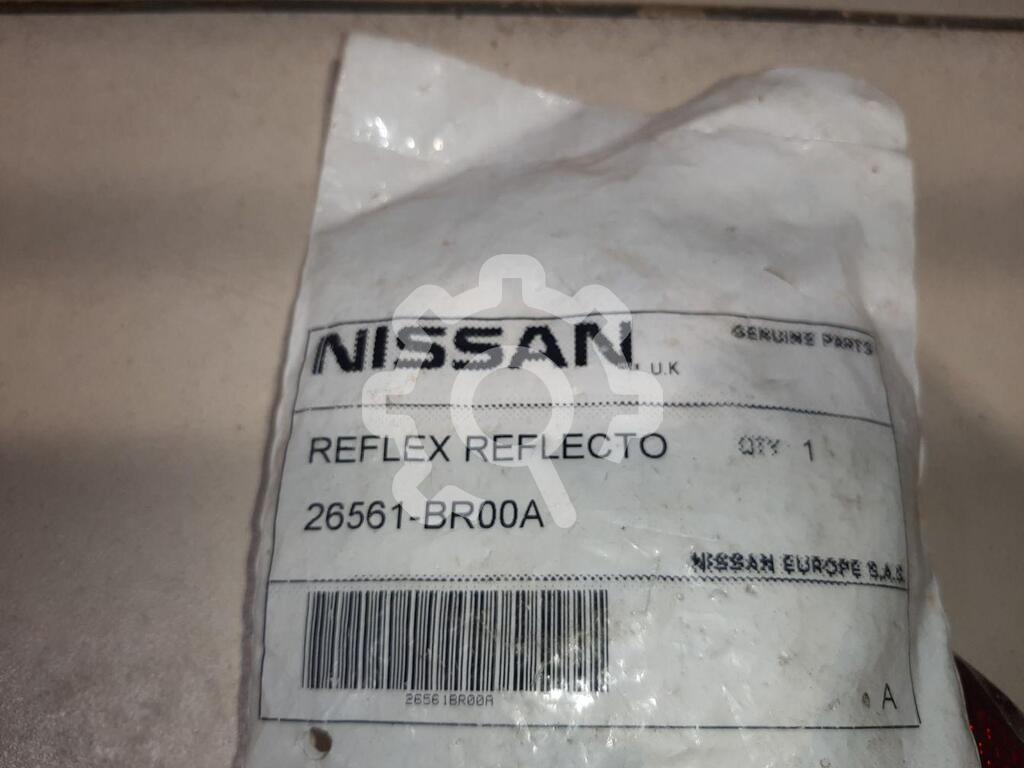 NISSAN U.K
GENUINE PARTS
REFLEX REFLECTO QTY 1
26561-BR00A
NISSAN EUROPE S.A.S
26561BR00A
A